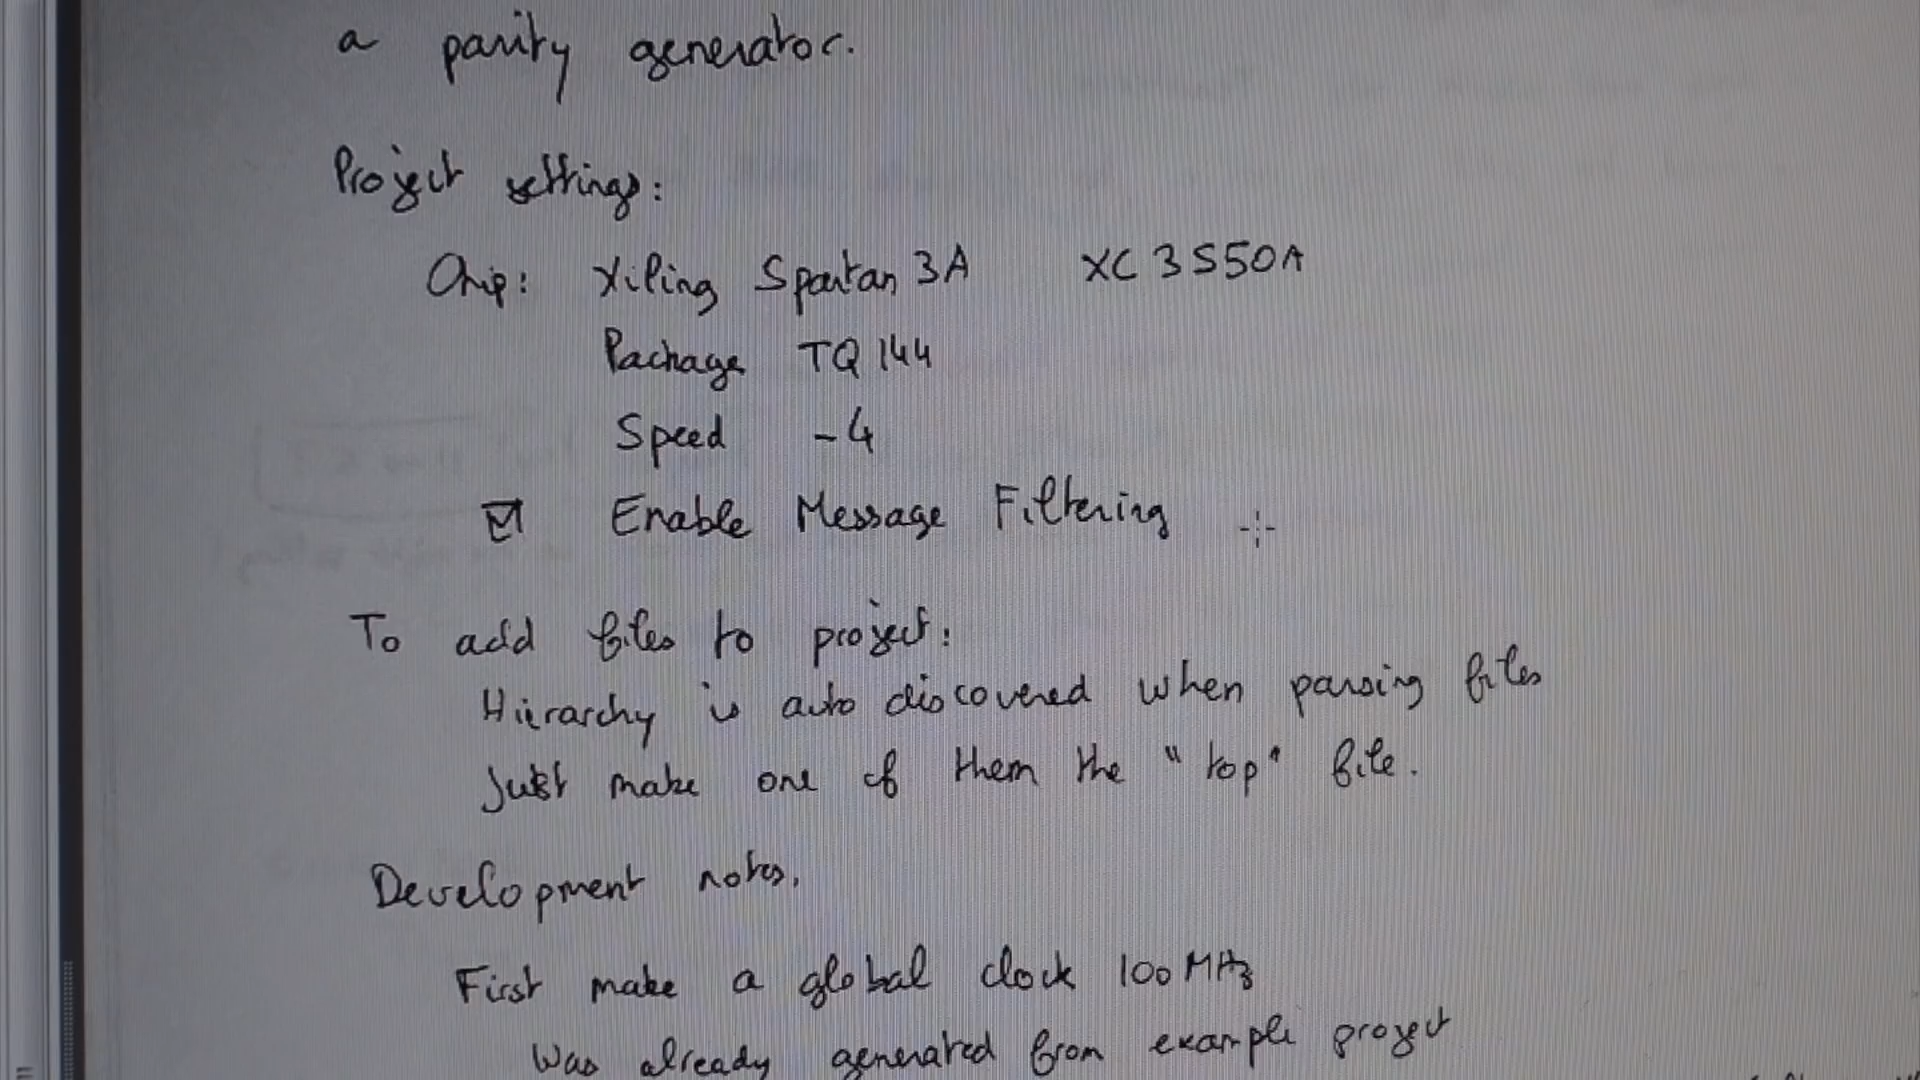 a parity generator.
Project settings:
Chip: Xiling Spartan 3A XC3S50A
Package TQ144
Speed -4
☑ Enable Message Filtering
To add files to project:
Hierarchy is auto discovered when parsing files
Just make one of them the "top" file.
Development notes,
First make a global clock 100MHz
Was already generated from example project